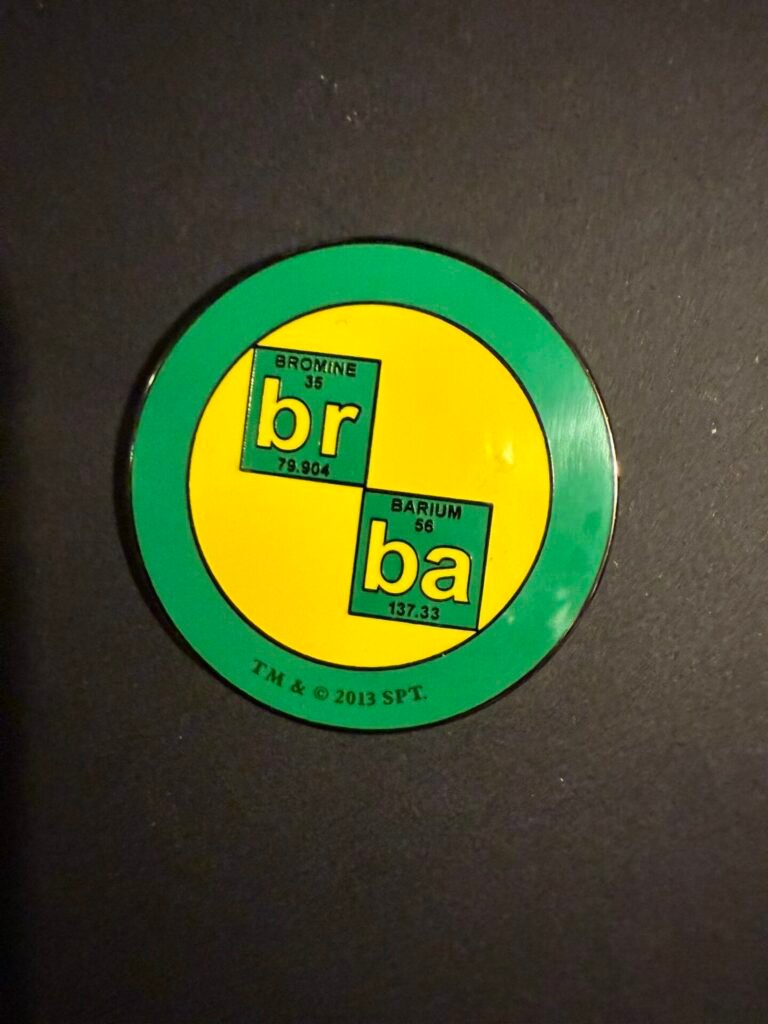 BROMINE
35
br
79.904
BARIUM
56
ba
137.33
TM & © 2013 SPT.